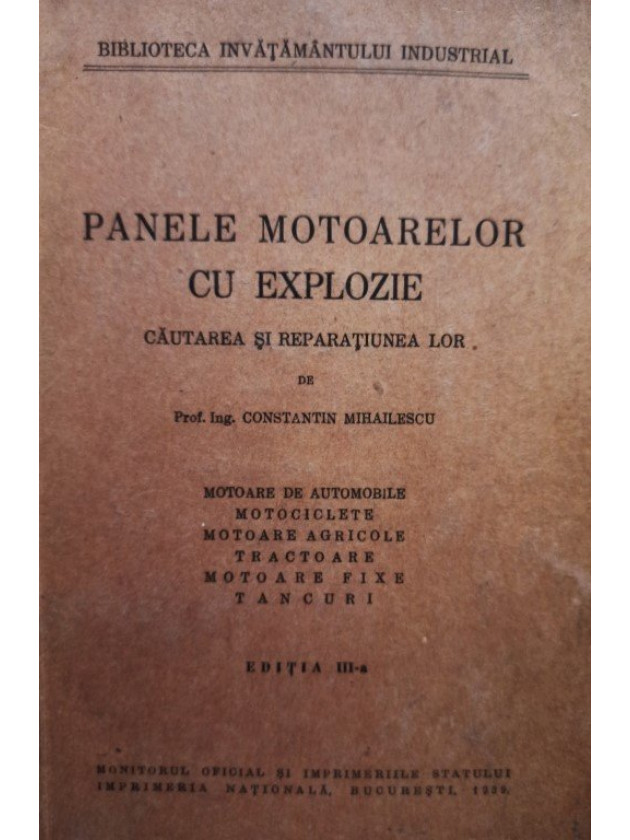 BIBLIOTECA INVĂȚĂMÂNTULUI INDUSTRIAL
PANELE MOTOARELOR
CU EXPLOZIE
CĂUTAREA ȘI REPARAȚIUNEA LOR
DE
Prof. Ing. CONSTANTIN MIHAILESCU
MOTOARE DE AUTOMOBILE
MOTOCICLETE
MOTOARE AGRICOLE
TRACTOARE
MOTOARE FIXE
TANCURI
EDIȚIA III-a
MONITORUL OFICIAL ȘI IMPRIMERIILE STATULUI
IMPRIMERIA NAȚIONALĂ, BUCUREȘTI, 1939.